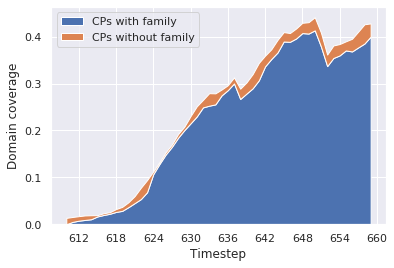 CPs with family
CPs without family
Domain coverage
0.4
0.3
0.2
0.1
0.0
612 618 624 630 636 642 648 654 660
Timestep